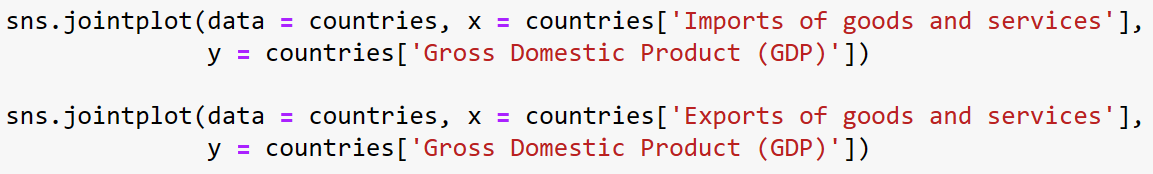 sns.jointplot(data = countries, x = countries['Imports of goods and services'],
              y = countries['Gross Domestic Product (GDP)'])

sns.jointplot(data = countries, x = countries['Exports of goods and services'],
              y = countries['Gross Domestic Product (GDP)'])